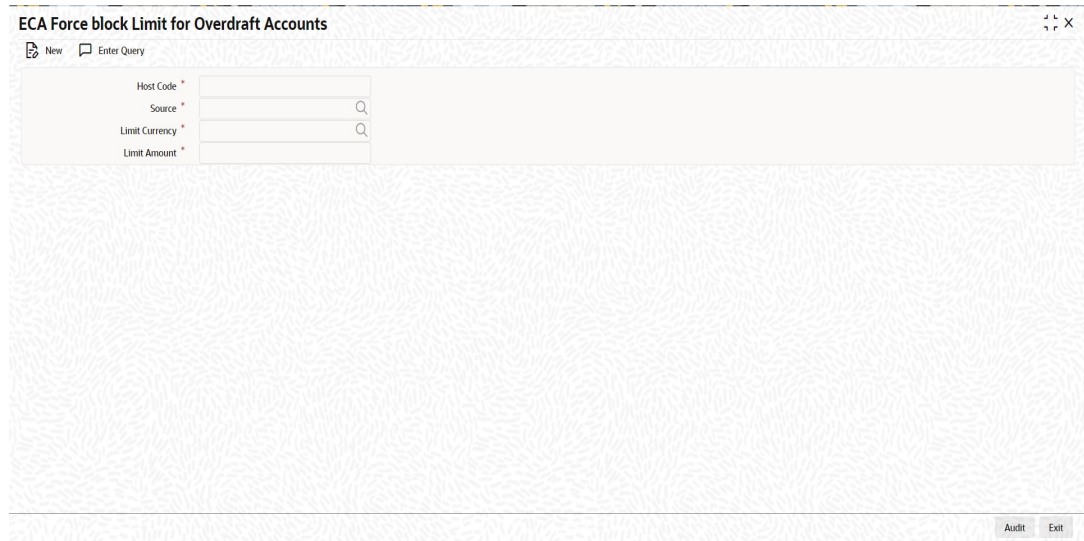 ECA Force block Limit for Overdraft Accounts
New Enter Query
Host Code *
Source *
Limit Currency *
Limit Amount *
Audit Exit